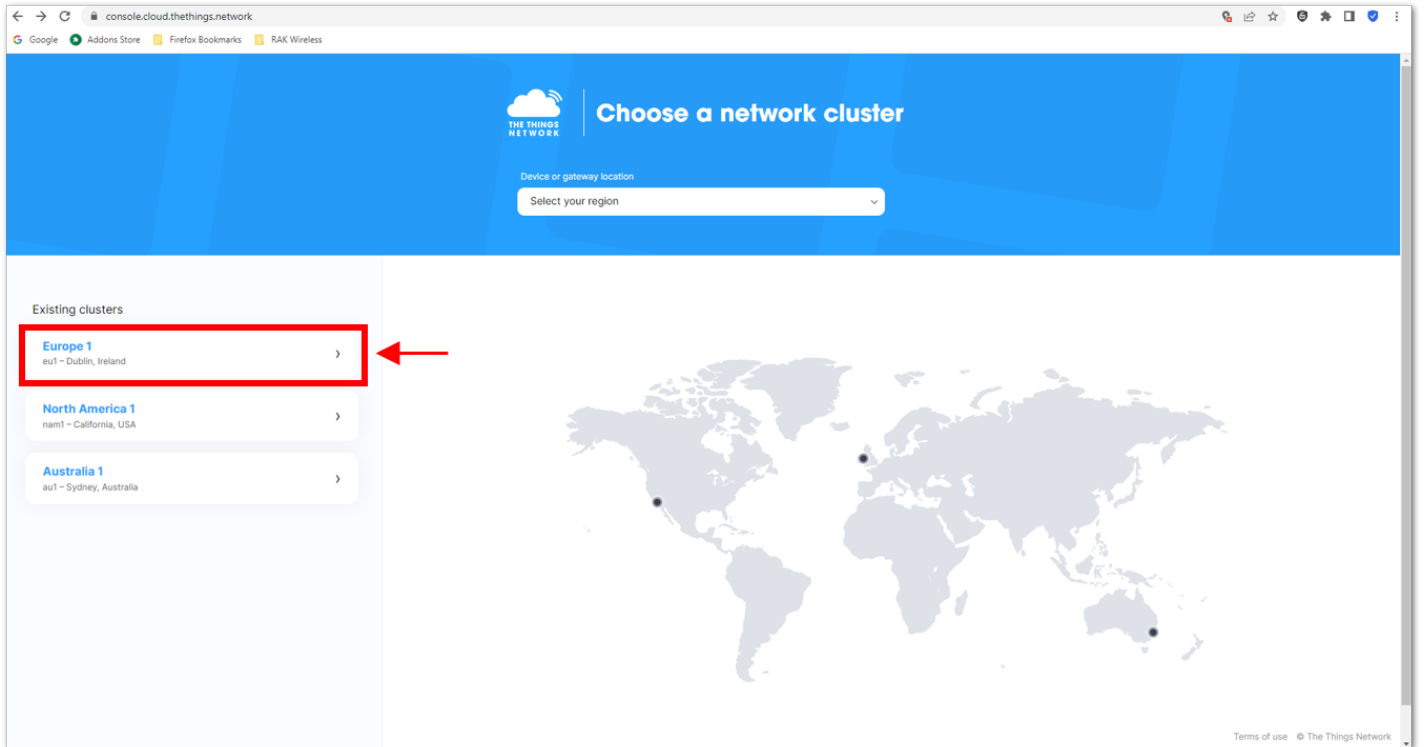 console.cloud.thethings.network
Google Addons Store Firefox Bookmarks RAK Wireless
THE THINGS
NETWORK
Choose a network cluster
Device or gateway location
Select your region
Existing clusters
Europe 1
eu1 – Dublin, Ireland
North America 1
nam1 – California, USA
Australia 1
au1 – Sydney, Australia
Terms of use © The Things Network